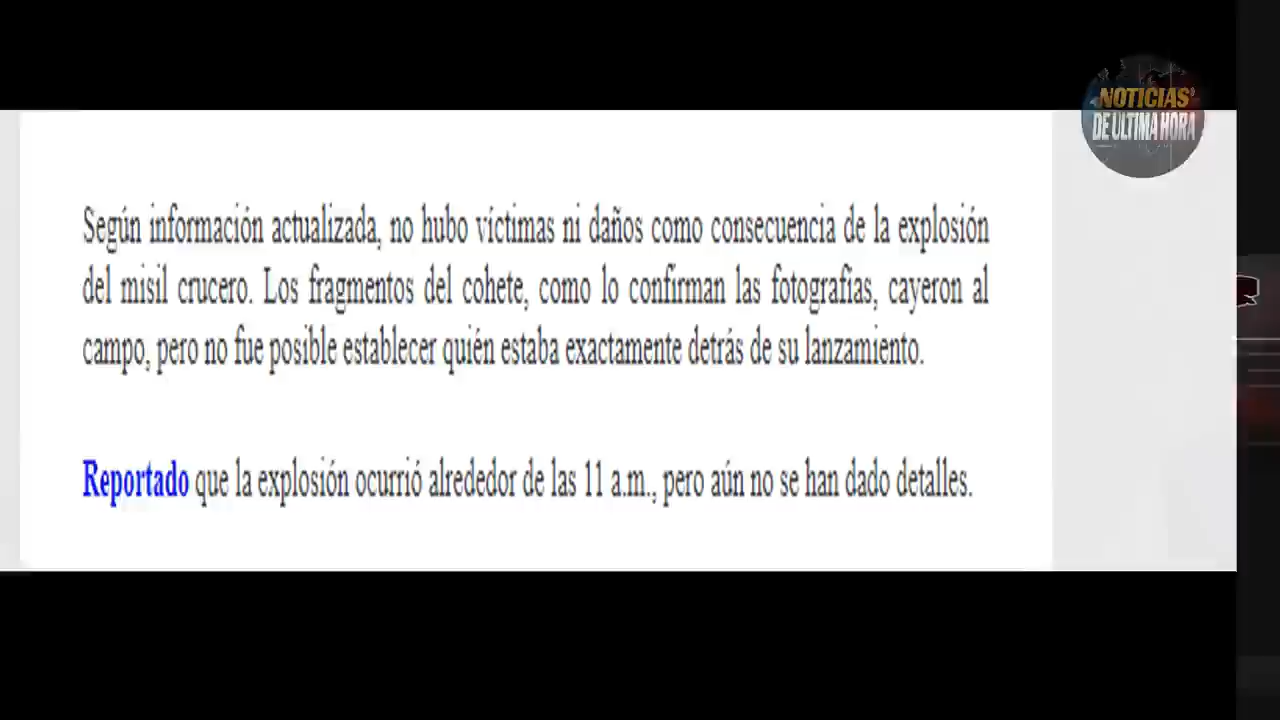 NOTICIAS
DE ULTIMA HORA
Según información actualizada, no hubo víctimas ni daños como consecuencia de la explosión
del misil crucero. Los fragmentos del cohete, como lo confirman las fotografías, cayeron al
campo, pero no fue posible establecer quién estaba exactamente detrás de su lanzamiento.
Reportado que la explosión ocurrió alrededor de las 11 a.m., pero aún no se han dado detalles.